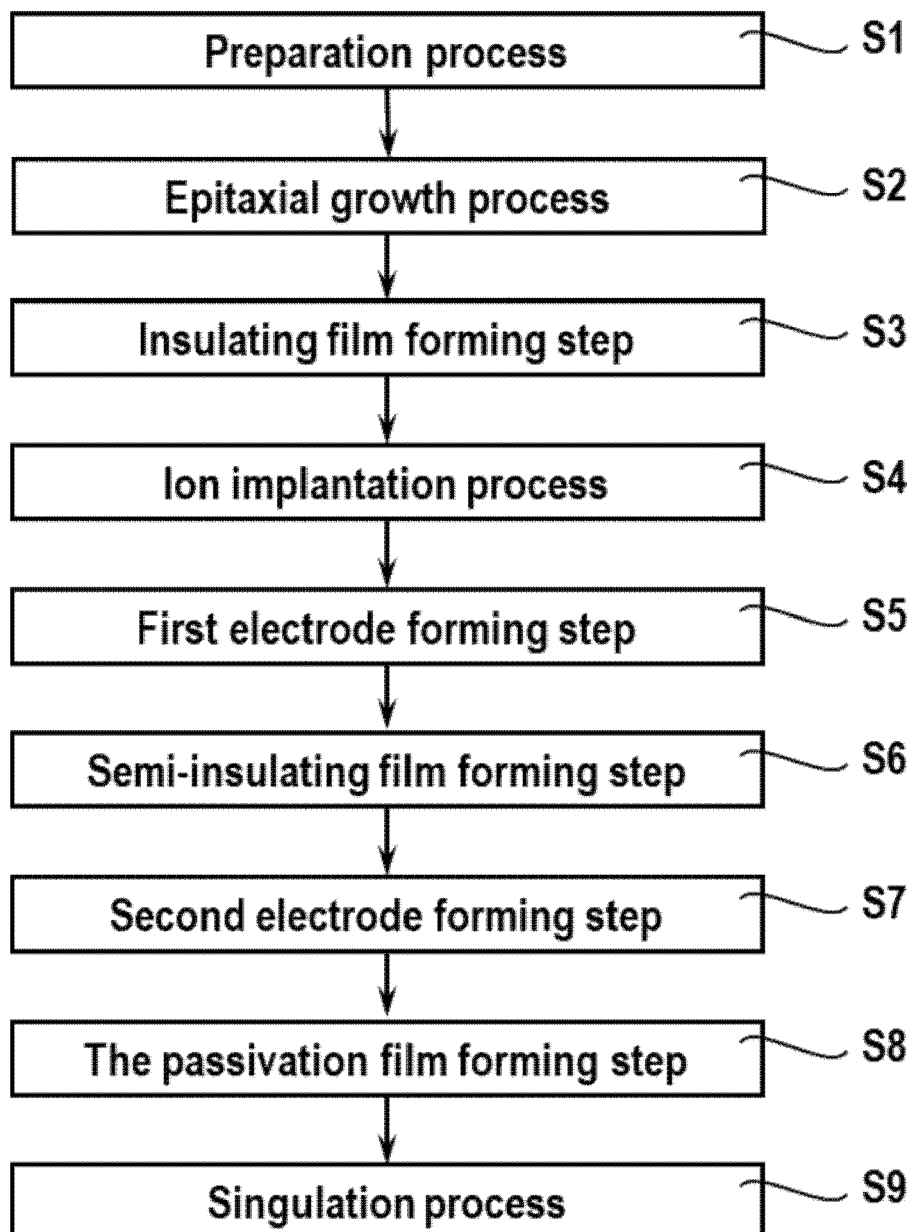 Preparation process S1
Epitaxial growth process S2
Insulating film forming step S3
Ion implantation process S4
First electrode forming step S5
Semi-insulating film forming step S6
Second electrode forming step S7
The passivation film forming step S8
Singulation process S9